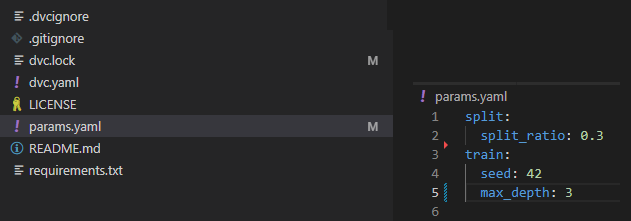 .dvcignore
.gitignore
dvc.lock M
! dvc.yaml
LICENSE
! params.yaml M
README.md
requirements.txt
! params.yaml
1 split:
2 split_ratio: 0.3
3 train:
4 seed: 42
5 max_depth: 3
6